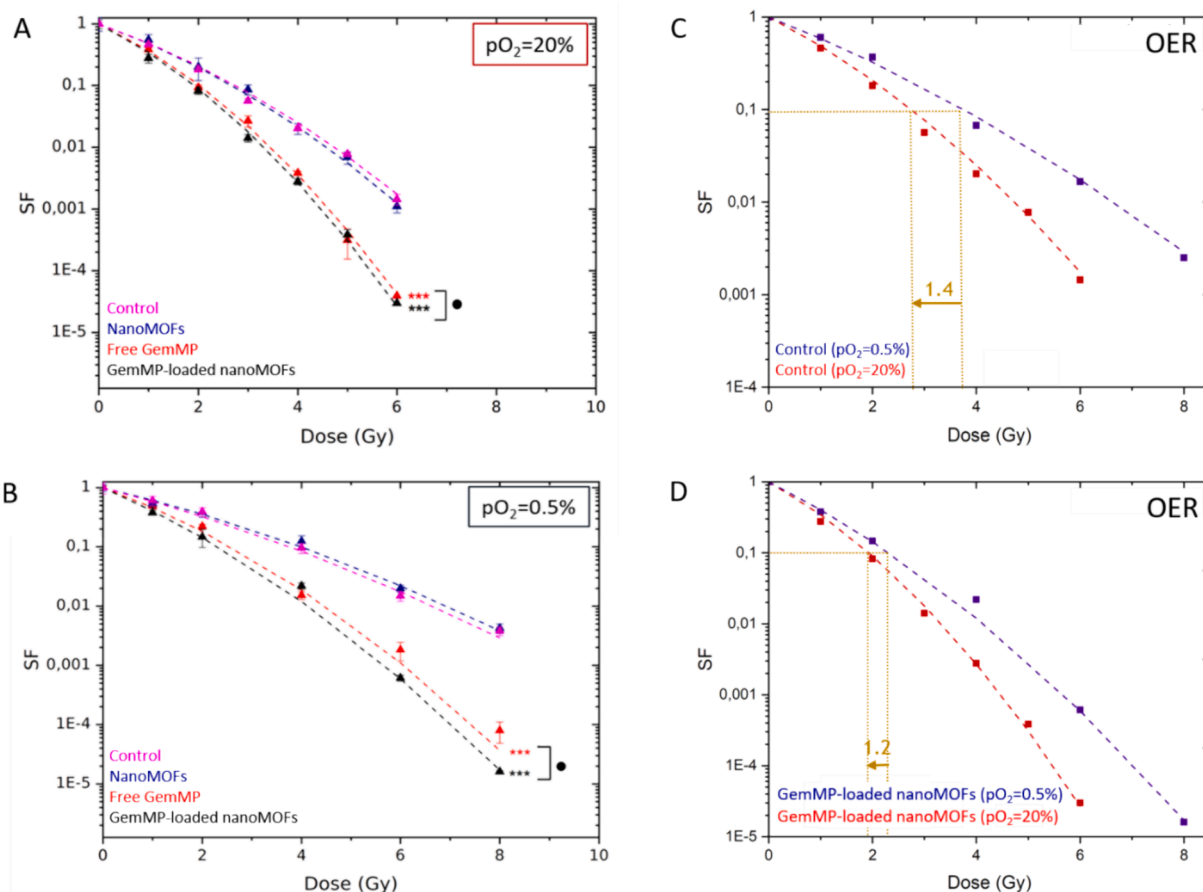 A
pO2=20%
1
0,1
0,01
0,001
1E-4
1E-5
SF
***
***
Control
NanoMOFs
Free GemMP
GemMP-loaded nanoMOFs
0 2 4 6 8 10
Dose (Gy)
C
OER
1
0,1
0,01
0,001
1E-4
SF
1.4
Control (pO2=0.5%)
Control (pO2=20%)
0 2 4 6 8
Dose (Gy)
B
pO2=0.5%
1
0,1
0,01
0,001
1E-4
1E-5
SF
***
***
Control
NanoMOFs
Free GemMP
GemMP-loaded nanoMOFs
0 2 4 6 8 10
Dose (Gy)
D
OER
1
0,1
0,01
0,001
1E-4
1E-5
SF
1.2
GemMP-loaded nanoMOFs (pO2=0.5%)
GemMP-loaded nanoMOFs (pO2=20%)
0 2 4 6 8
Dose (Gy)